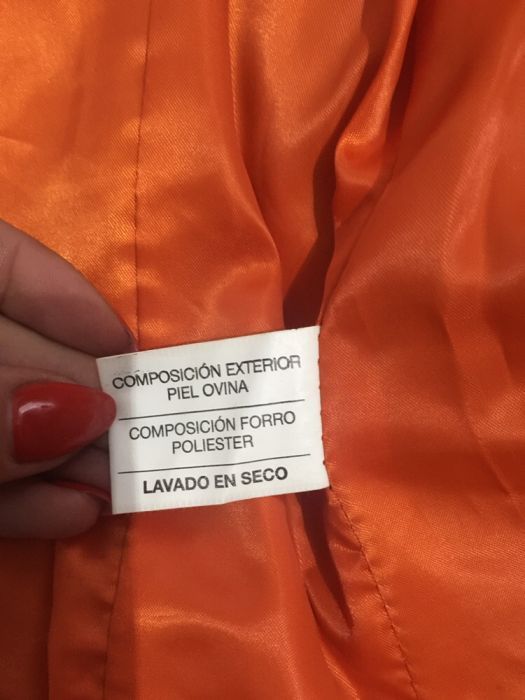 COMPOSICIÓN EXTERIOR
PIEL OVINA
COMPOSICIÓN FORRO
POLIESTER
LAVADO EN SECO